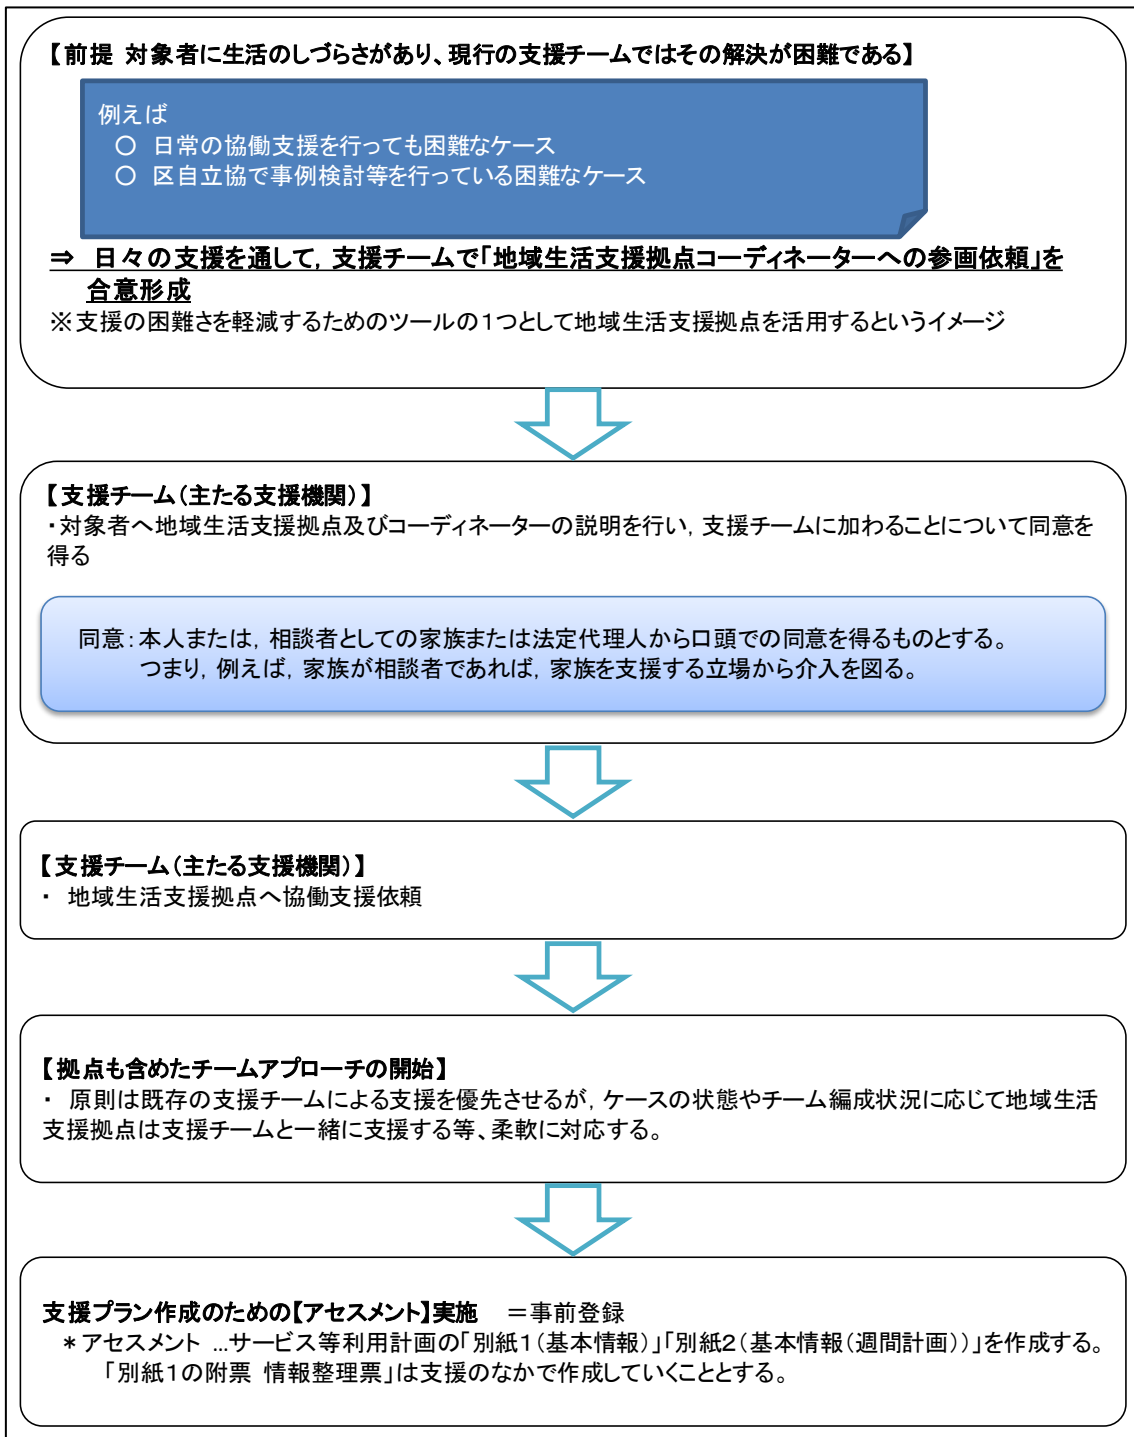 【前提 対象者に生活のしづらさがあり、現行の支援チームではその解決が困難である】
例えば
○ 日常の協働支援を行っても困難なケース
○ 区自立協で事例検討等を行っている困難なケース
⇒ 日々の支援を通して，支援チームで「地域生活支援拠点コーディネーターへの参画依頼」を
合意形成
※支援の困難さを軽減するためのツールの１つとして地域生活支援拠点を活用するというイメージ
【支援チーム（主たる支援機関）】
・対象者へ地域生活支援拠点及びコーディネーターの説明を行い，支援チームに加わることについて同意を
得る
同意：本人または，相談者としての家族または法定代理人から口頭での同意を得るものとする。
つまり，例えば，家族が相談者であれば，家族を支援する立場から介入を図る。
【支援チーム（主たる支援機関）】
・ 地域生活支援拠点へ協働支援依頼
【拠点も含めたチームアプローチの開始】
・ 原則は既存の支援チームによる支援を優先させるが，ケースの状態やチーム編成状況に応じて地域生活
支援拠点は支援チームと一緒に支援する等、柔軟に対応する。
支援プラン作成のための【アセスメント】実施 ＝事前登録
＊アセスメント …サービス等利用計画の「別紙１（基本情報）」「別紙２（基本情報（週間計画））」を作成する。
「別紙１の附票 情報整理票」は支援のなかで作成していくこととする。